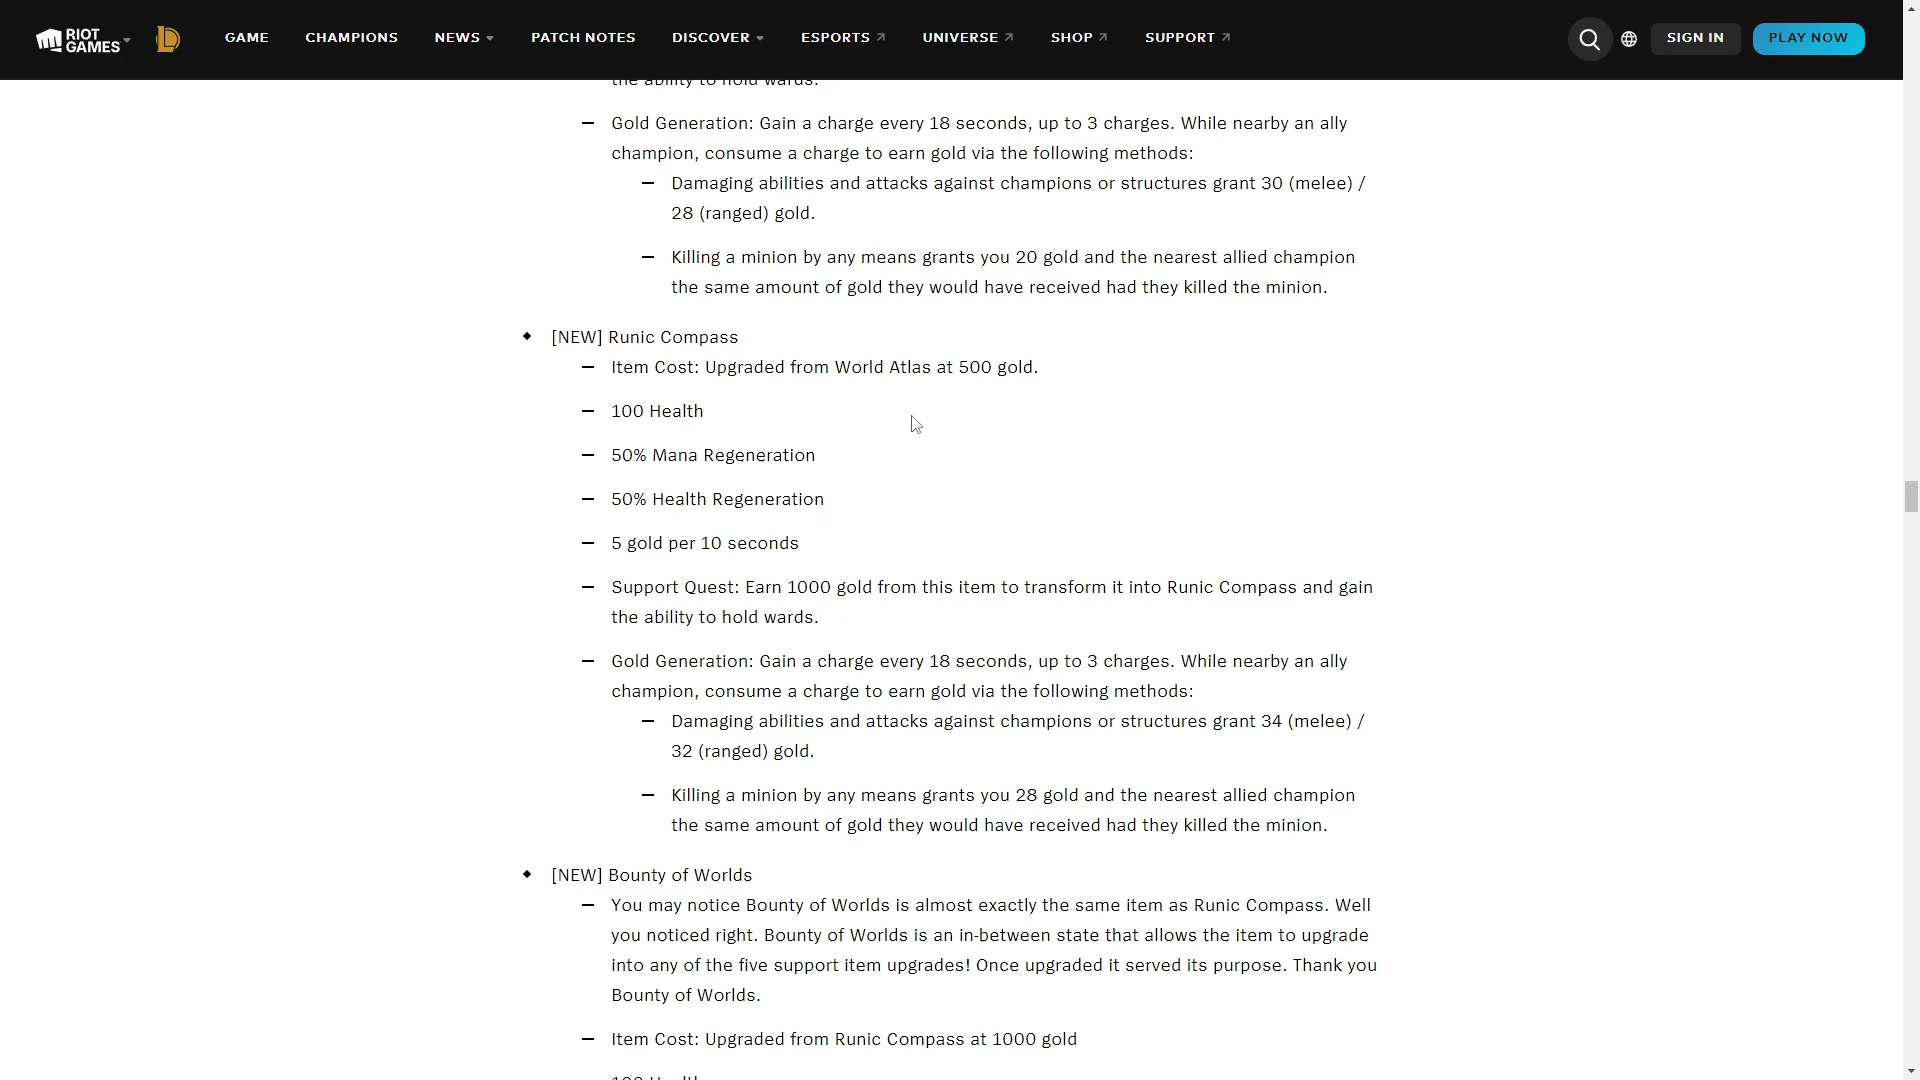 RIOT GAMES
GAME
CHAMPIONS
NEWS
PATCH NOTES
DISCOVER
ESPORTS
UNIVERSE
SHOP
SUPPORT
SIGN IN
PLAY NOW
the ability to hold wards.
Gold Generation: Gain a charge every 18 seconds, up to 3 charges. While nearby an ally
champion, consume a charge to earn gold via the following methods:
Damaging abilities and attacks against champions or structures grant 30 (melee) /
28 (ranged) gold.
Killing a minion by any means grants you 20 gold and the nearest allied champion
the same amount of gold they would have received had they killed the minion.
[NEW] Runic Compass
Item Cost: Upgraded from World Atlas at 500 gold.
100 Health
50% Mana Regeneration
50% Health Regeneration
5 gold per 10 seconds
Support Quest: Earn 1000 gold from this item to transform it into Runic Compass and gain
the ability to hold wards.
Gold Generation: Gain a charge every 18 seconds, up to 3 charges. While nearby an ally
champion, consume a charge to earn gold via the following methods:
Damaging abilities and attacks against champions or structures grant 34 (melee) /
32 (ranged) gold.
Killing a minion by any means grants you 28 gold and the nearest allied champion
the same amount of gold they would have received had they killed the minion.
[NEW] Bounty of Worlds
You may notice Bounty of Worlds is almost exactly the same item as Runic Compass. Well
you noticed right. Bounty of Worlds is an in-between state that allows the item to upgrade
into any of the five support item upgrades! Once upgraded it served its purpose. Thank you
Bounty of Worlds.
Item Cost: Upgraded from Runic Compass at 1000 gold
100 Health